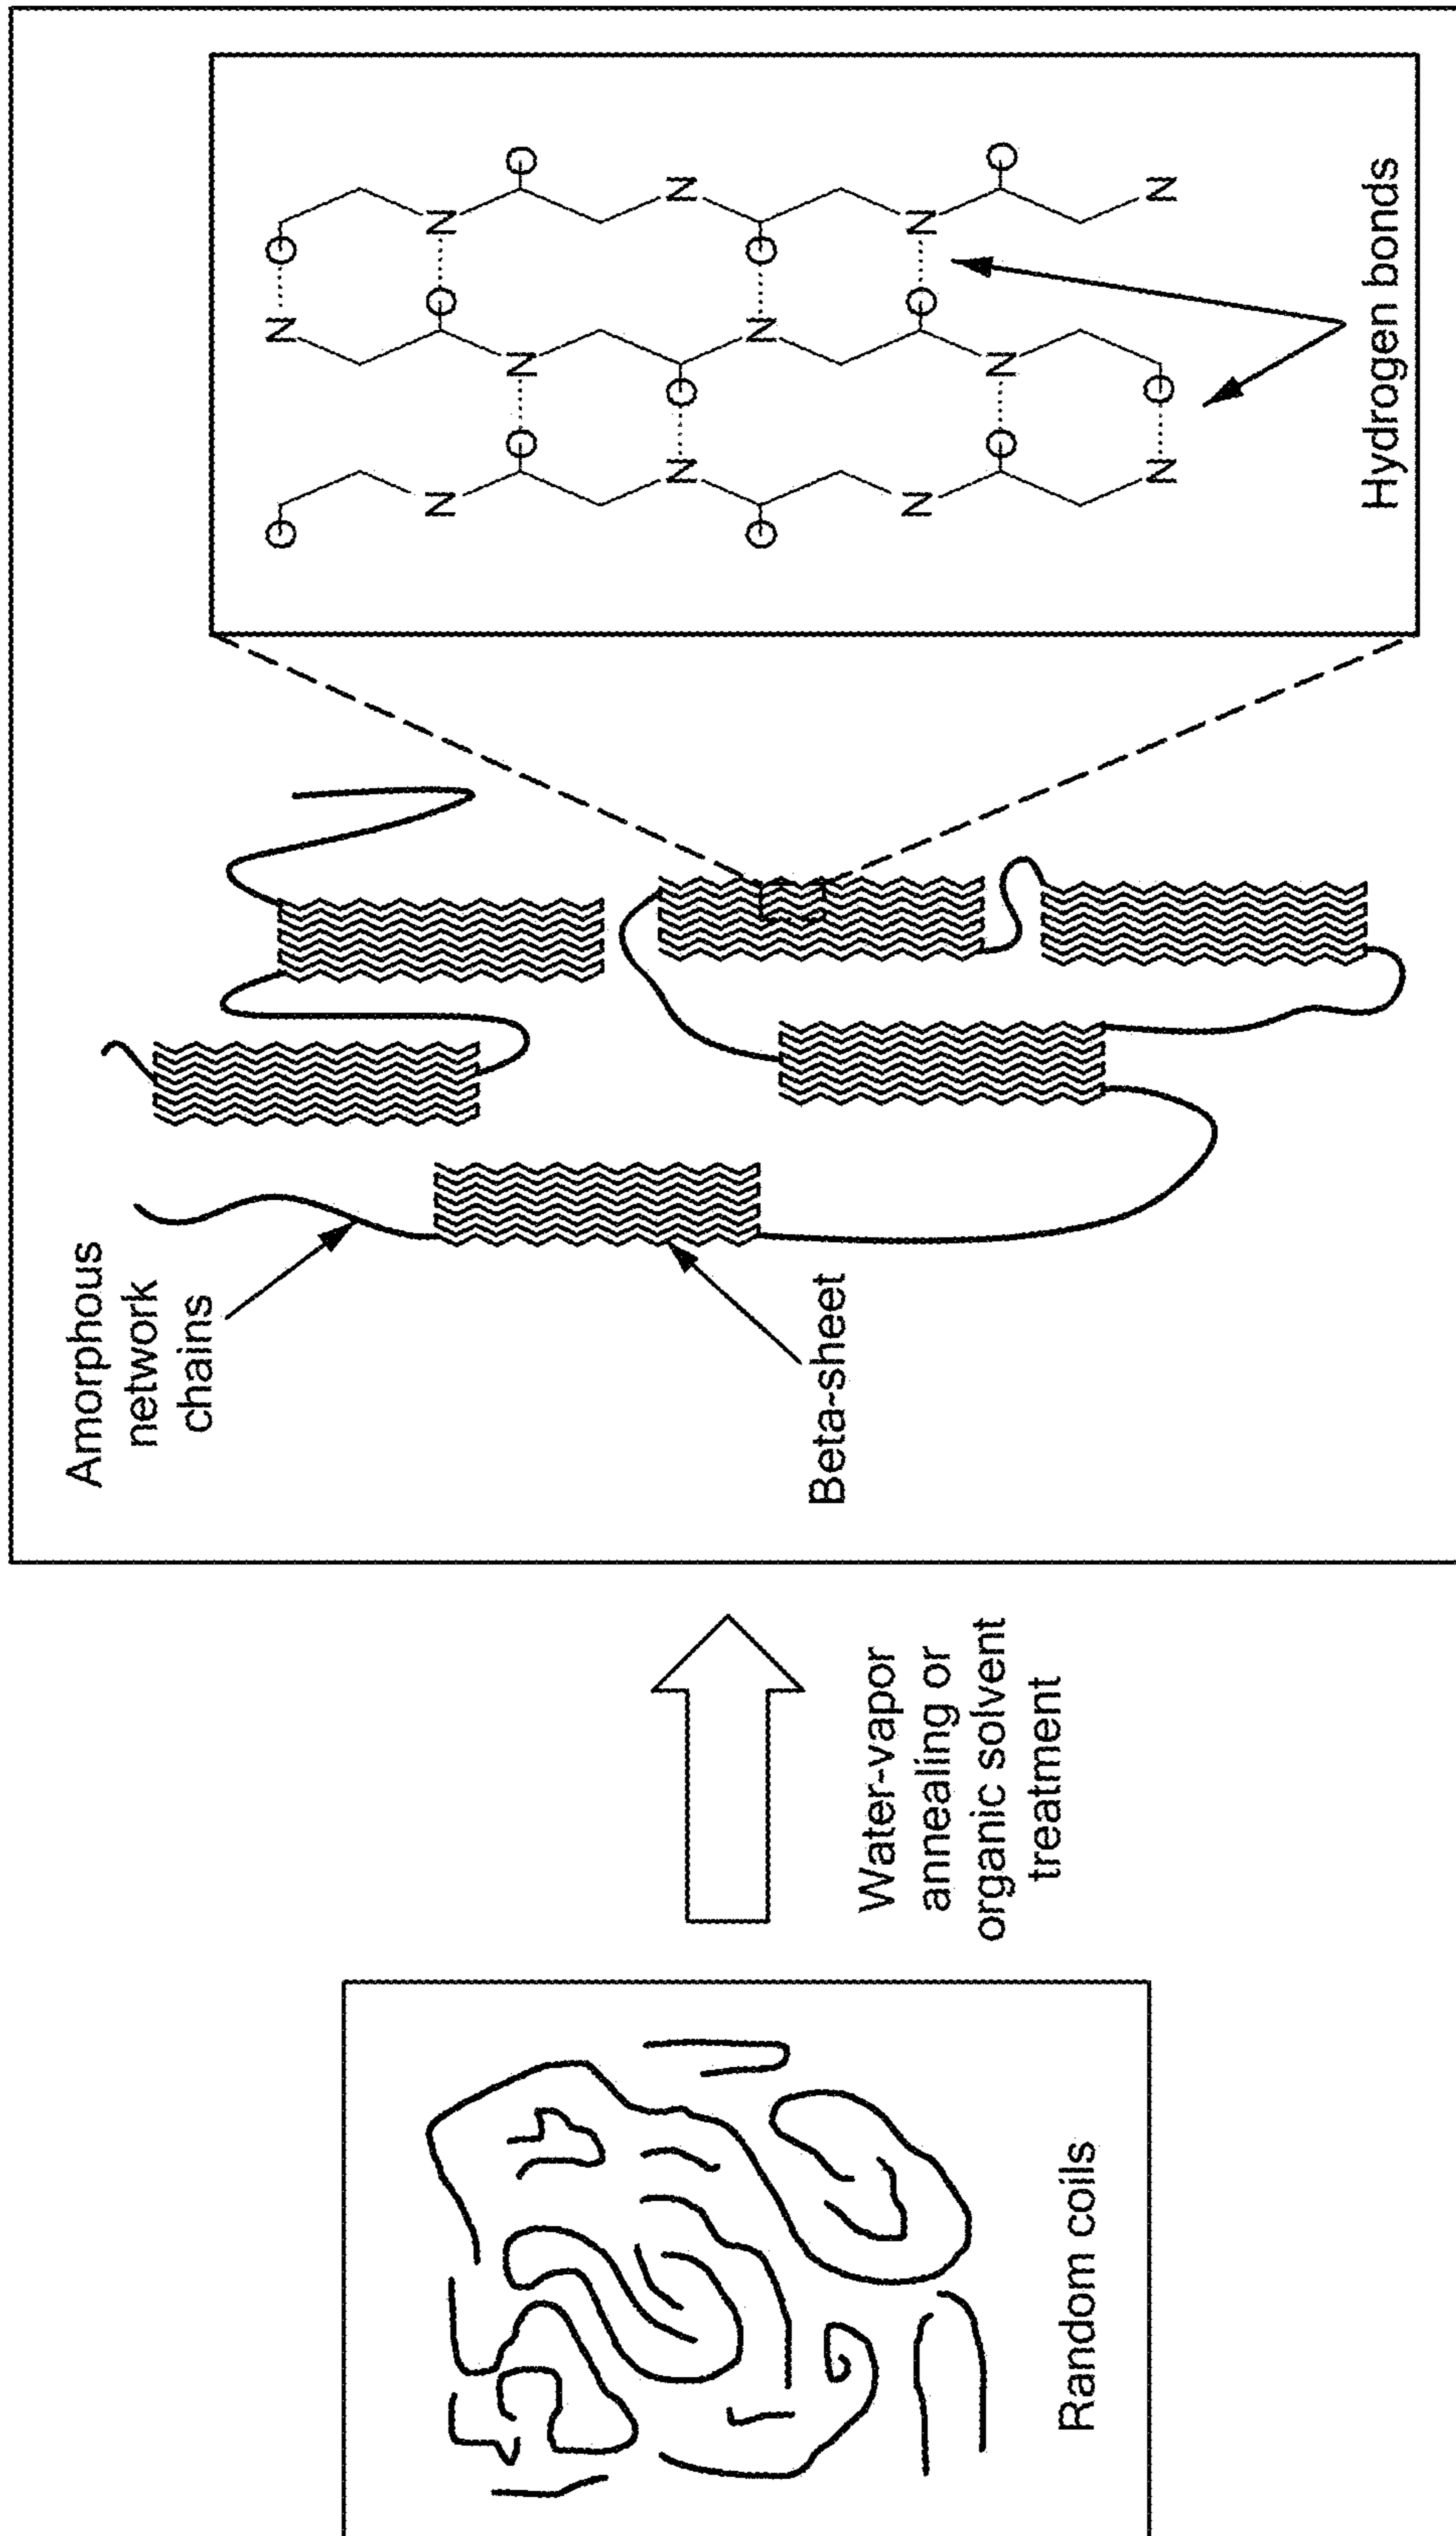 Random coils
Water-vapor
annealing or
organic solvent
treatment
Amorphous
network
chains
Beta-sheet
O
N
O
N
O
N
N
O
N
O
N
O
N
O
N
O
O
N
O
N
O
N
O
N
Hydrogen bonds